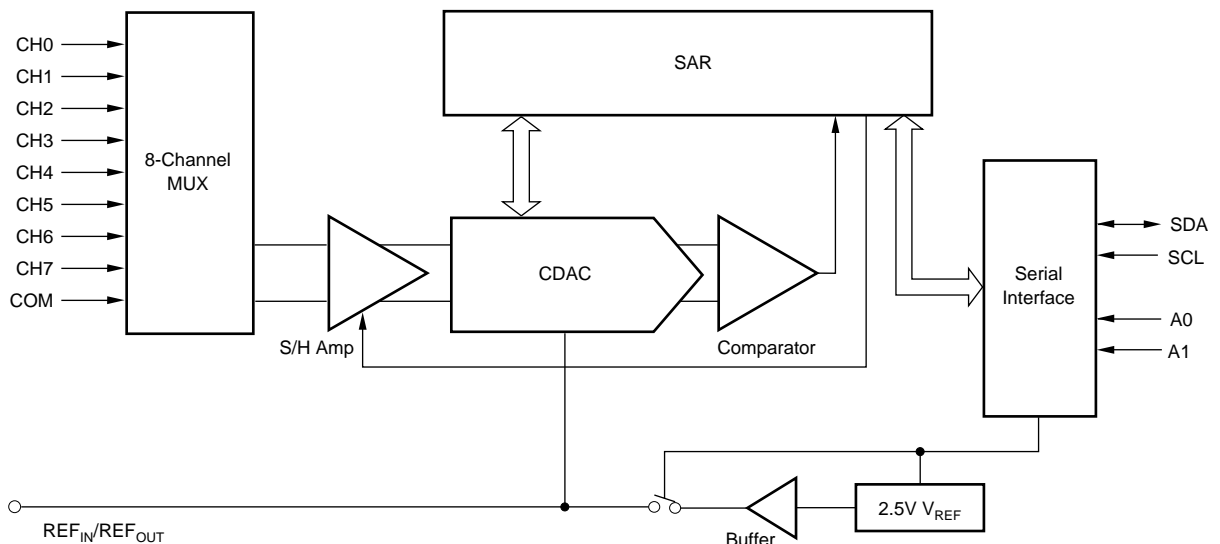 CH0
CH1
CH2
CH3
CH4
CH5
CH6
CH7
COM
8-Channel
MUX
SAR
S/H Amp
CDAC
Comparator
Serial
Interface
SDA
SCL
A0
A1
REFIN/REFOUT
Buffer
2.5V VREF